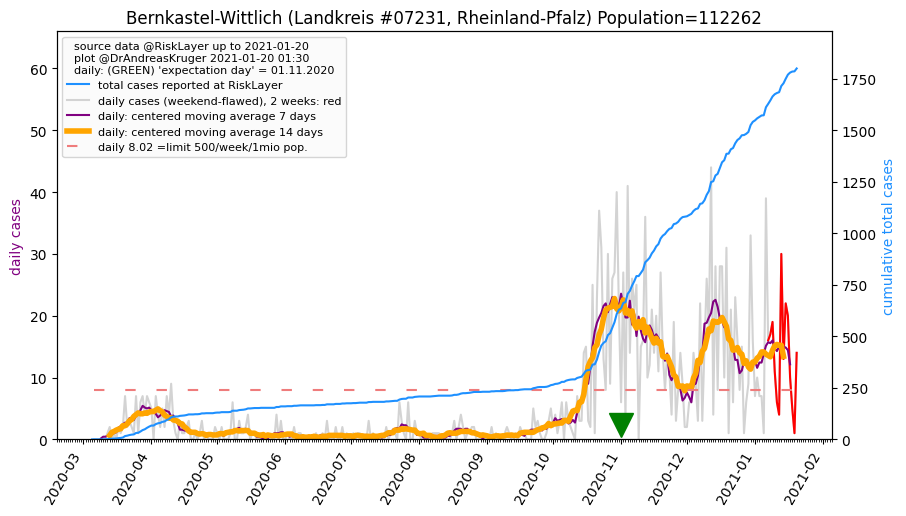 Bernkastel-Wittlich (Landkreis #07231, Rheinland-Pfalz) Population=112262
source data @RiskLayer up to 2021-01-20
plot @DrAndreasKruger 2021-01-20 01:30
daily: (GREEN) 'expectation day' = 01.11.2020
total cases reported at RiskLayer
daily cases (weekend-flawed), 2 weeks: red
daily: centered moving average 7 days
daily: centered moving average 14 days
daily 8.02 =limit 500/week/1mio pop.
daily cases
60
50
40
30
20
10
0
cumulative total cases
1750
1500
1250
1000
750
500
250
0
2020-03
2020-04
2020-05
2020-06
2020-07
2020-08
2020-09
2020-10
2020-11
2020-12
2021-01
2021-02